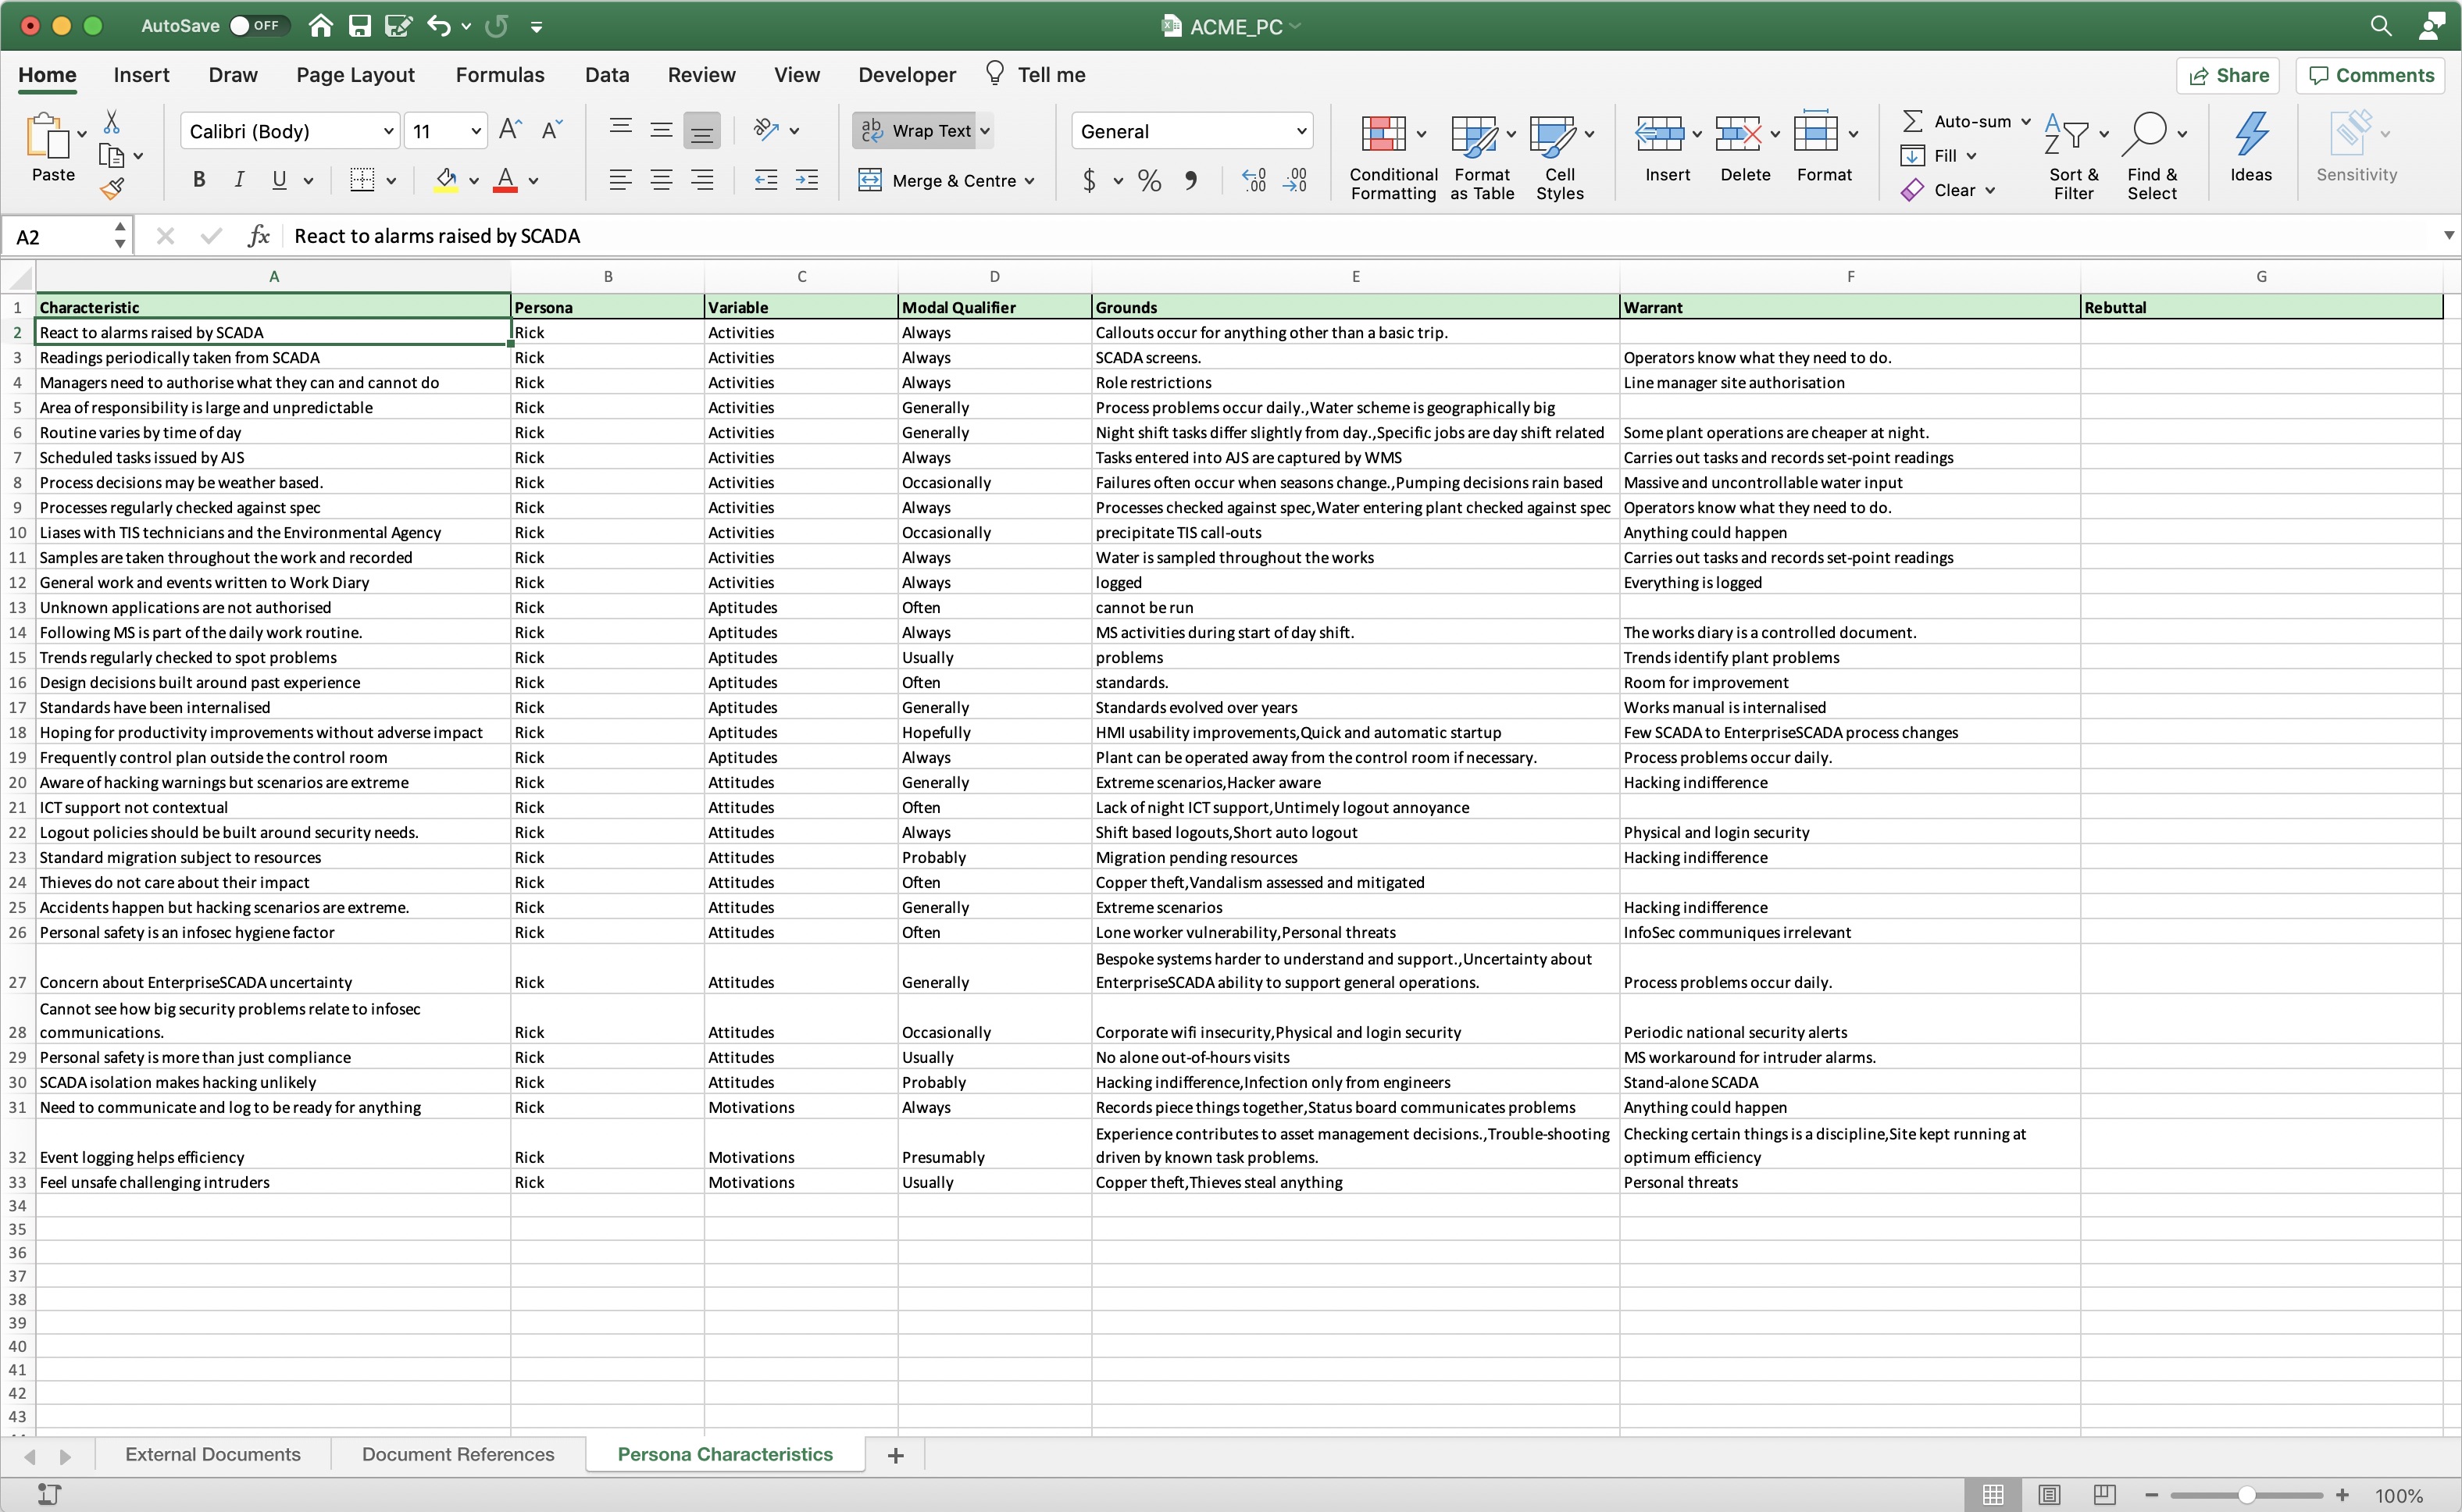 AutoSave OFF ACME_PC
Home Insert Draw Page Layout Formulas Data Review View Developer Tell me Share Comments
Paste Calibri (Body) 11 Wrap Text General Auto-sum
Fill
B I U A Merge & Centre $ % Clear
Conditional Formatting Format as Table Cell Styles Insert Delete Format Sort & Filter Find & Select Ideas Sensitivity
A2 fx React to alarms raised by SCADA
A B C D E F G
1 Characteristic Persona Variable Modal Qualifier Grounds Warrant Rebuttal
2 React to alarms raised by SCADA Rick Activities Always Callouts occur for anything other than a basic trip.
3 Readings periodically taken from SCADA Rick Activities Always SCADA screens. Operators know what they need to do.
4 Managers need to authorise what they can and cannot do Rick Activities Always Role restrictions Line manager site authorisation
5 Area of responsibility is large and unpredictable Rick Activities Generally Process problems occur daily.,Water scheme is geographically big
6 Routine varies by time of day Rick Activities Generally Night shift tasks differ slightly from day.,Specific jobs are day shift related Some plant operations are cheaper at night.
7 Scheduled tasks issued by AJS Rick Activities Always Tasks entered into AJS are captured by WMS Carries out tasks and records set-point readings
8 Process decisions may be weather based. Rick Activities Occasionally Failures often occur when seasons change.,Pumping decisions rain based Massive and uncontrollable water input
9 Processes regularly checked against spec Rick Activities Always Processes checked against spec,Water entering plant checked against spec Operators know what they need to do.
10 Liases with TIS technicians and the Environmental Agency Rick Activities Occasionally precipitate TIS call-outs Anything could happen
11 Samples are taken throughout the work and recorded Rick Activities Always Water is sampled throughout the works Carries out tasks and records set-point readings
12 General work and events written to Work Diary Rick Activities Always logged Everything is logged
13 Unknown applications are not authorised Rick Aptitudes Often cannot be run
14 Following MS is part of the daily work routine. Rick Aptitudes Always MS activities during start of day shift. The works diary is a controlled document.
15 Trends regularly checked to spot problems Rick Aptitudes Usually problems Trends identify plant problems
16 Design decisions built around past experience Rick Aptitudes Often standards. Room for improvement
17 Standards have been internalised Rick Aptitudes Generally Standards evolved over years Works manual is internalised
18 Hoping for productivity improvements without adverse impact Rick Aptitudes Hopefully HMI usability improvements,Quick and automatic startup Few SCADA to EnterpriseSCADA process changes
19 Frequently control plan outside the control room Rick Aptitudes Always Plant can be operated away from the control room if necessary. Process problems occur daily.
20 Aware of hacking warnings but scenarios are extreme Rick Attitudes Generally Extreme scenarios,Hacker aware Hacking indifference
21 ICT support not contextual Rick Attitudes Often Lack of night ICT support,Untimely logout annoyance
22 Logout policies should be built around security needs. Rick Attitudes Always Shift based logouts,Short auto logout Physical and login security
23 Standard migration subject to resources Rick Attitudes Probably Migration pending resources Hacking indifference
24 Thieves do not care about their impact Rick Attitudes Often Copper theft,Vandalism assessed and mitigated
25 Accidents happen but hacking scenarios are extreme. Rick Attitudes Generally Extreme scenarios Hacking indifference
26 Personal safety is an infosec hygiene factor Rick Attitudes Often Lone worker vulnerability,Personal threats InfoSec communiques irrelevant
Bespoke systems harder to understand and support.,Uncertainty about
27 Concern about EnterpriseSCADA uncertainty Rick Attitudes Generally EnterpriseSCADA ability to support general operations. Process problems occur daily.
Cannot see how big security problems relate to infosec
28 communications. Rick Attitudes Occasionally Corporate wifi insecurity,Physical and login security Periodic national security alerts
29 Personal safety is more than just compliance Rick Attitudes Usually No alone out-of-hours visits MS workaround for intruder alarms.
30 SCADA isolation makes hacking unlikely Rick Attitudes Probably Hacking indifference,Infection only from engineers Stand-alone SCADA
31 Need to communicate and log to be ready for anything Rick Motivations Always Records piece things together,Status board communicates problems Anything could happen
Experience contributes to asset management decisions.,Trouble-shooting Checking certain things is a discipline,Site kept running at
32 Event logging helps efficiency Rick Motivations Presumably driven by known task problems. optimum efficiency
33 Feel unsafe challenging intruders Rick Motivations Usually Copper theft,Thieves steal anything Personal threats
34
35
36
37
38
39
40
41
42
43
External Documents Document References Persona Characteristics +
100%